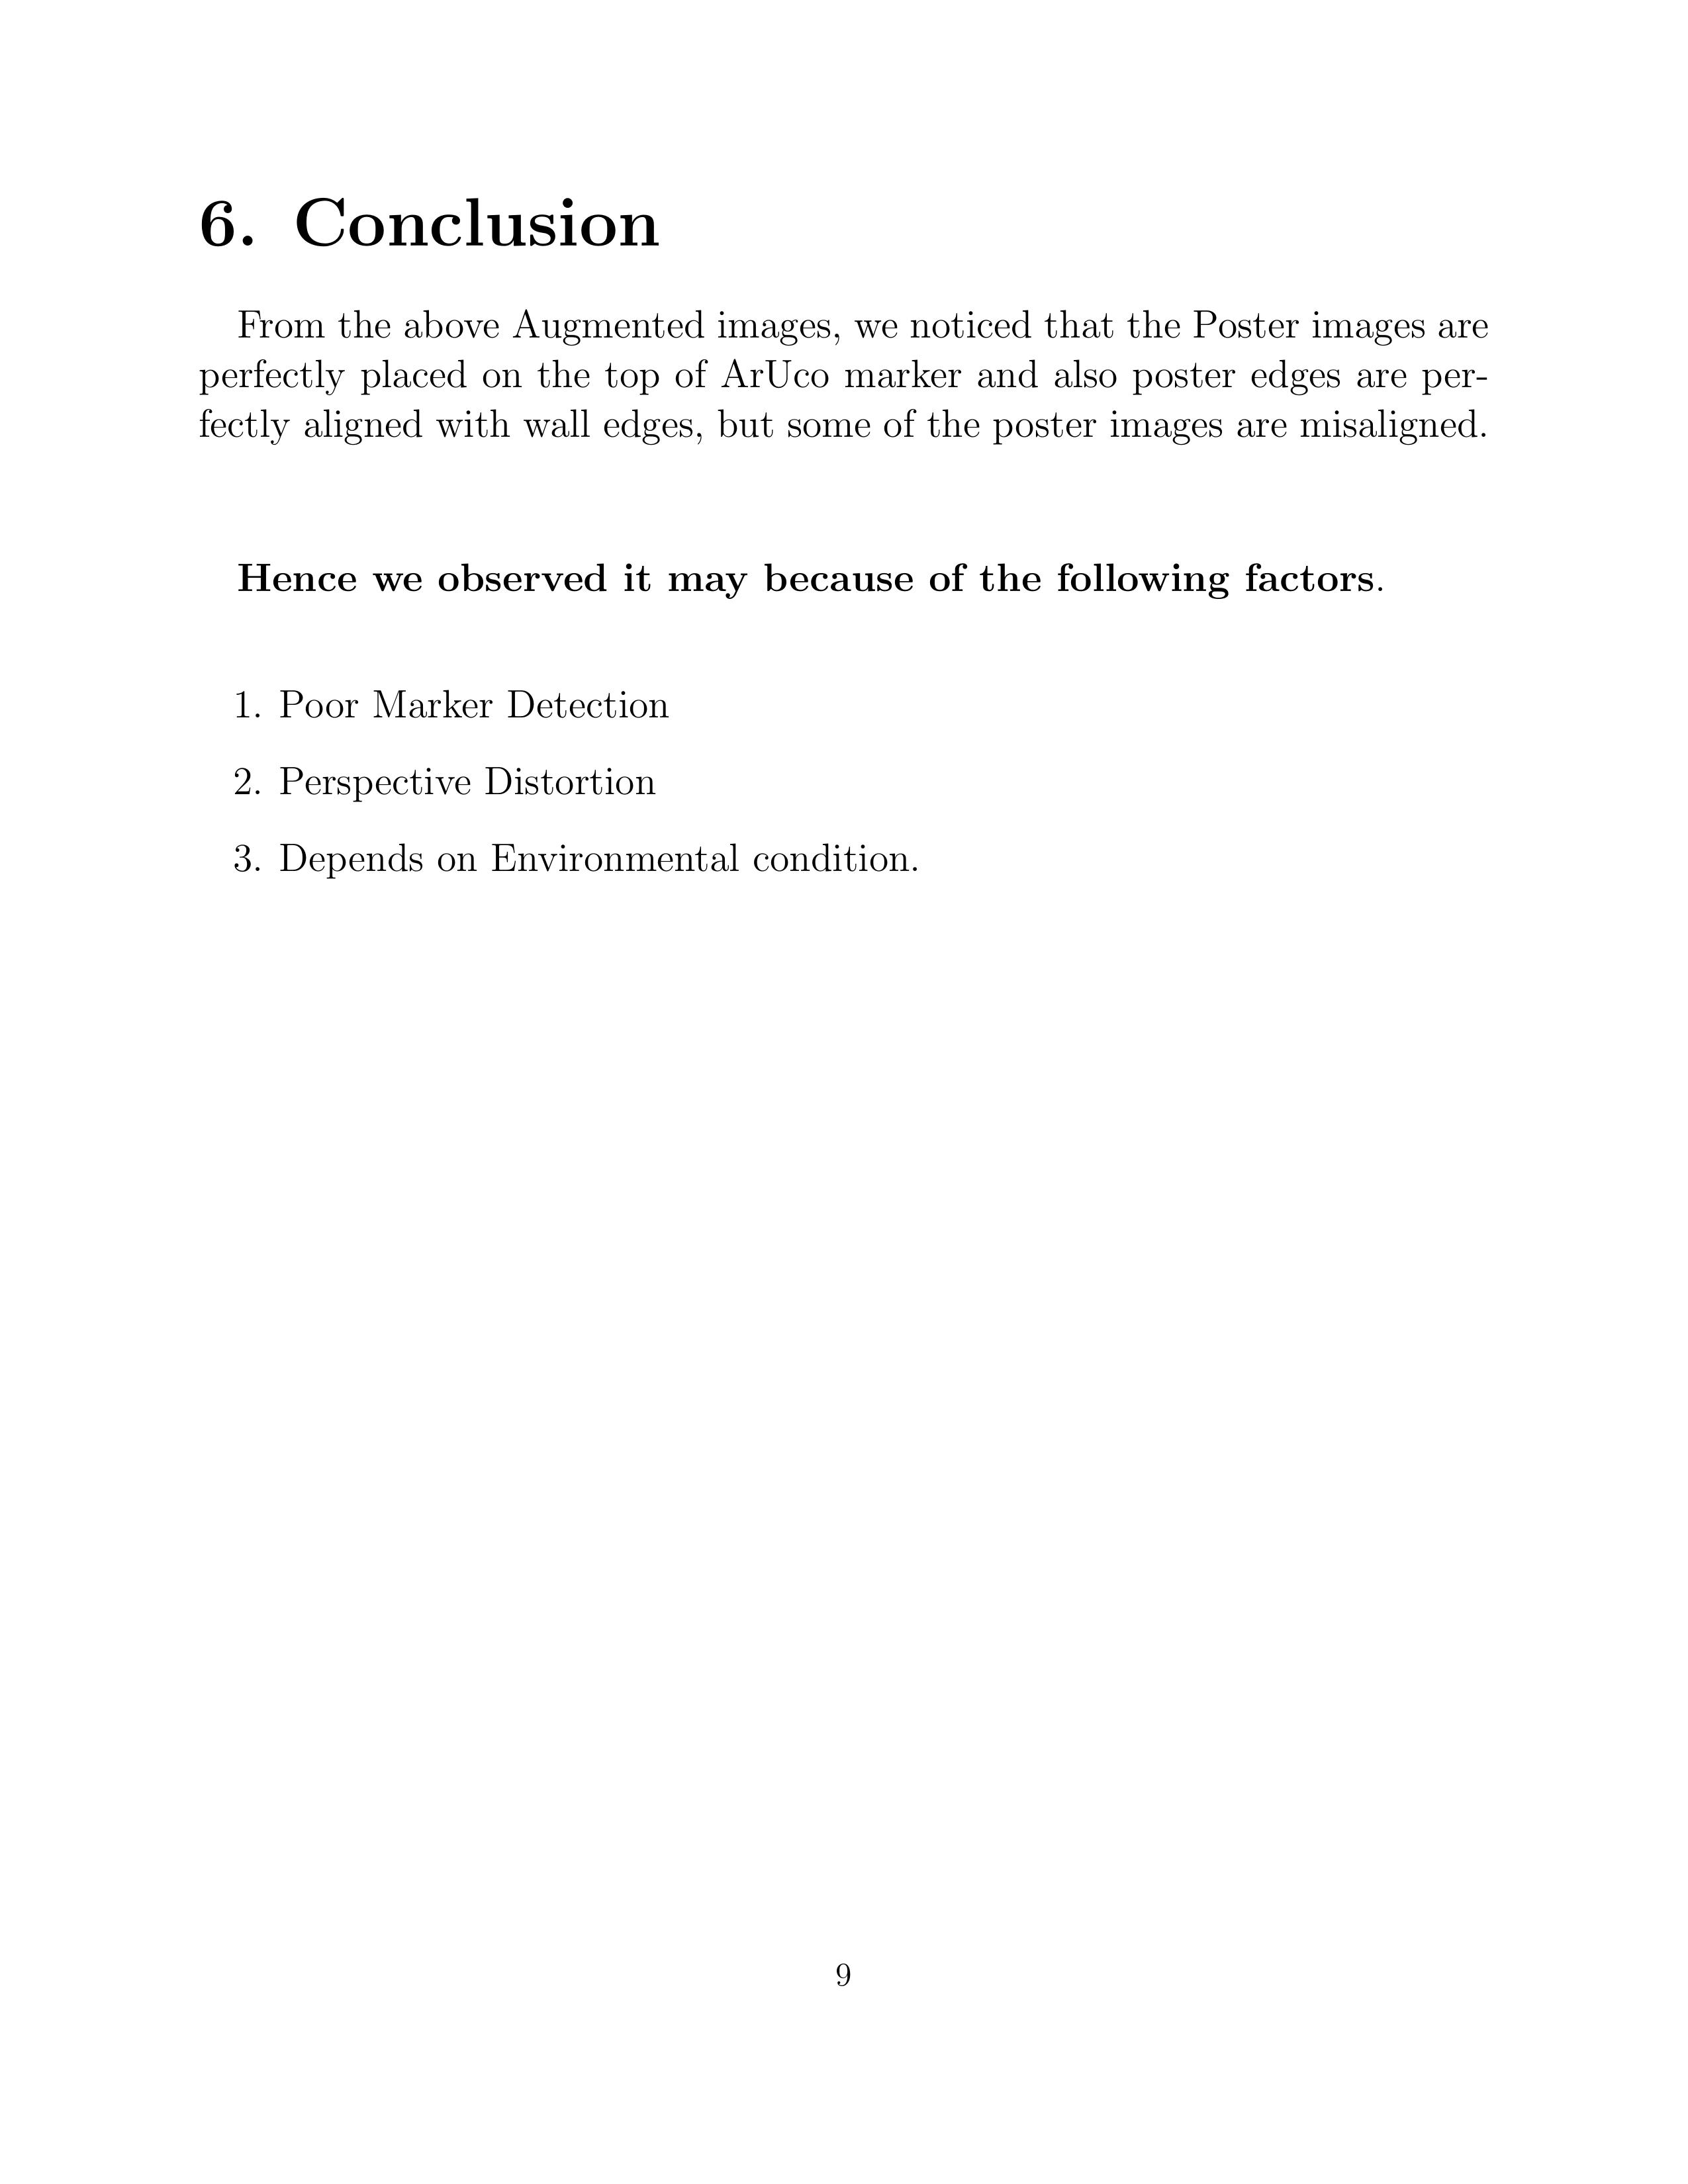 6. Conclusion
From the above Augmented images, we noticed that the Poster images are
perfectly placed on the top of ArUco marker and also poster edges are per-
fectly aligned with wall edges, but some of the poster images are misaligned.
Hence we observed it may because of the following factors.
1. Poor Marker Detection
2. Perspective Distortion
3. Depends on Environmental condition.
9